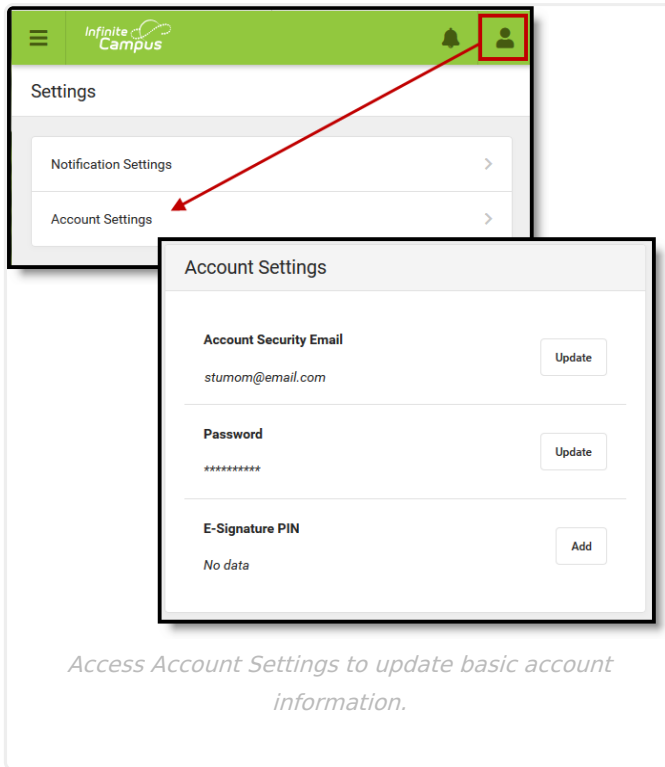 Infinite
Campus
Settings
Notification Settings
Account Settings
Account Settings
Account Security Email
Update
stumom@email.com
Password
Update
**********
E-Signature PIN
Add
No data
Access Account Settings to update basic account
information.